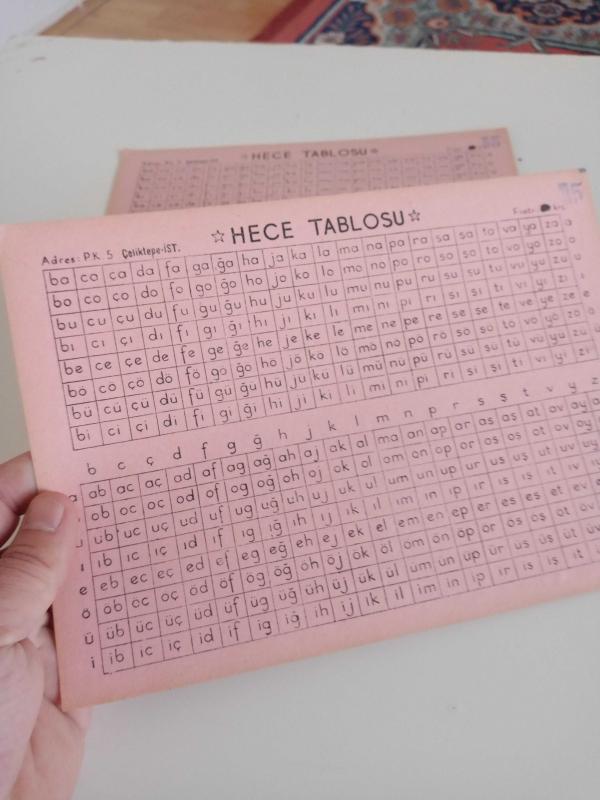 ☆HECE TABLOSU☆
☆HECE TABLOSU☆
Adres: PK 5 Çeliktepe-İST.
ba ca ça da fa ga ğa ha ja ka la ma na pa ra sa şa ta va ya za a
bo co ço do fo go ğo ho jo ko lo mo no po ro so şo to vo yo zo o
bu cu çu du fu gu ğu hu ju ku lu mu nu pu ru su şu tu vu yu zu u
bı cı çı dı fı gı ğı hı jı kı lı mı nı pı rı sı şı tı vı yı zı ı
be ce çe de fe ge ğe he je ke le me ne pe re se şe te ve ye ze e
bö cö çö dö fö gö ğö hö jö kö lö mö nö pö rö sö şö tö vö yö zö ö
bü cü çü dü fü gü ğü hü jü kü lü mü nü pü rü sü şü tü vü yü zü ü
bi ci çi di fi gi ği hi ji ki li mi ni pi ri si şi ti vi yi zi
b c ç d f g ğ h j k l m n p r s ş t v y z
a ab ac aç ad af ag ağ ah aj ak al ma an ap ar as aş at av ay
ob oc oç od of og oğ oh oj ok ol om on op or os oş ot ov oy
ub uc uç ud uf ug uğ uh uj uk ul um un up ur us uş ut uv uy
ı ıb ıc ıç ıd ıf ıg ığ ıh ıj ık ıl ım ın ıp ır ıs ış ıt ıv
e eb ec eç ed ef eg eğ eh ej ek el em en ep er es eş et ev
ö öb öc öç öd öf ög öğ öh öj ök öl öm ön öp ör ös öş öt öv
ü üb üc üç üd üf üg üğ üh üj ük ül üm ün üp ür üs üş üt üv
i ib ic iç id if ig iğ ih ij ik il im in ip ir is iş it